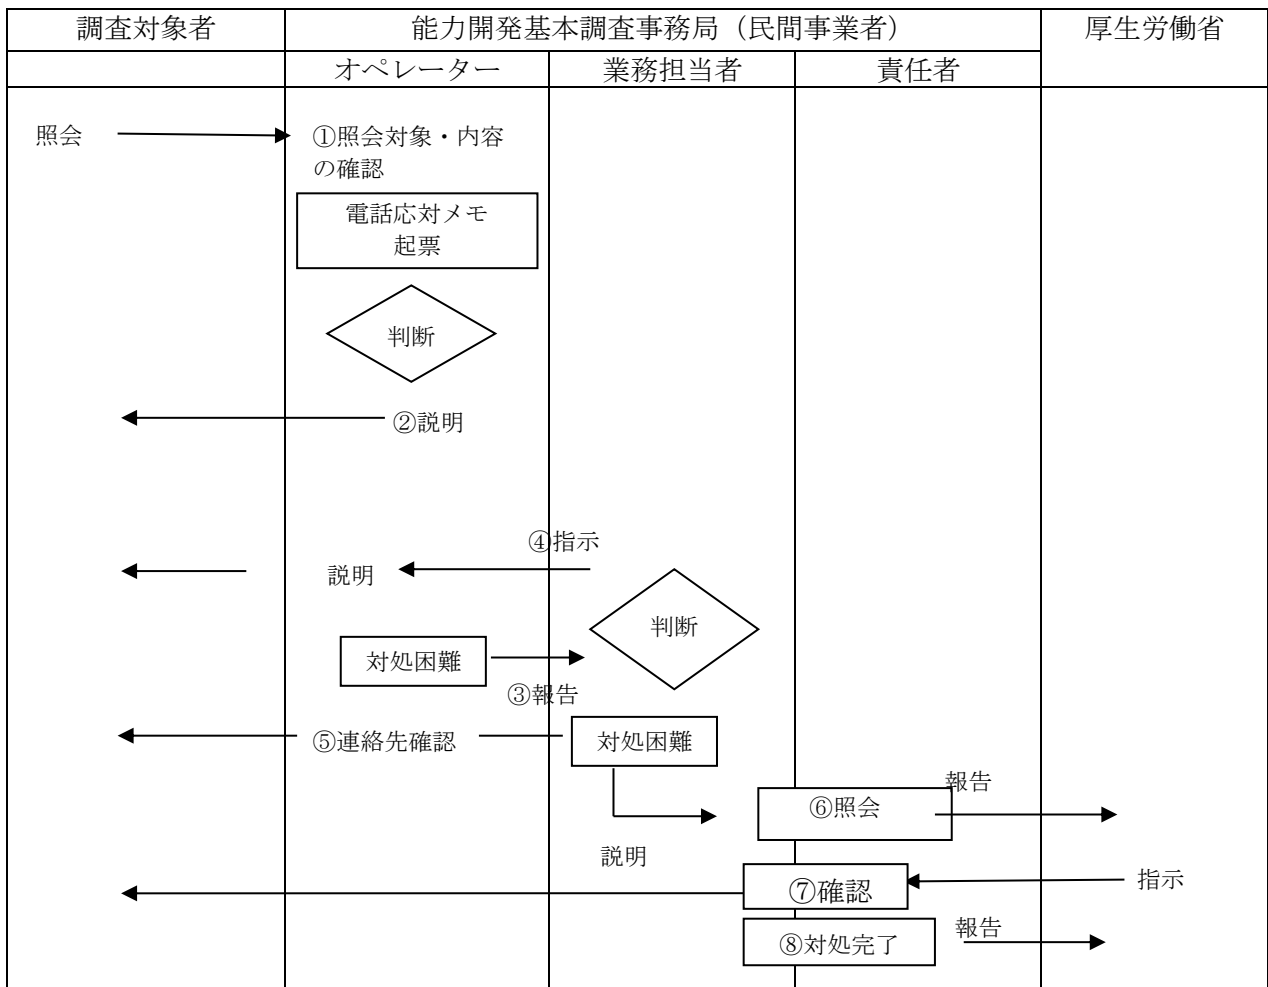 調査対象者
能力開発基本調査事務局（民間事業者）
厚生労働省
オペレーター
業務担当者
責任者
照会
①照会対象・内容
の確認
電話応対メモ
起票
判断
②説明
④指示
説明
判断
対処困難
③報告
⑤連絡先確認
対処困難
報告
⑥照会
説明
⑦確認
指示
⑧対処完了
報告